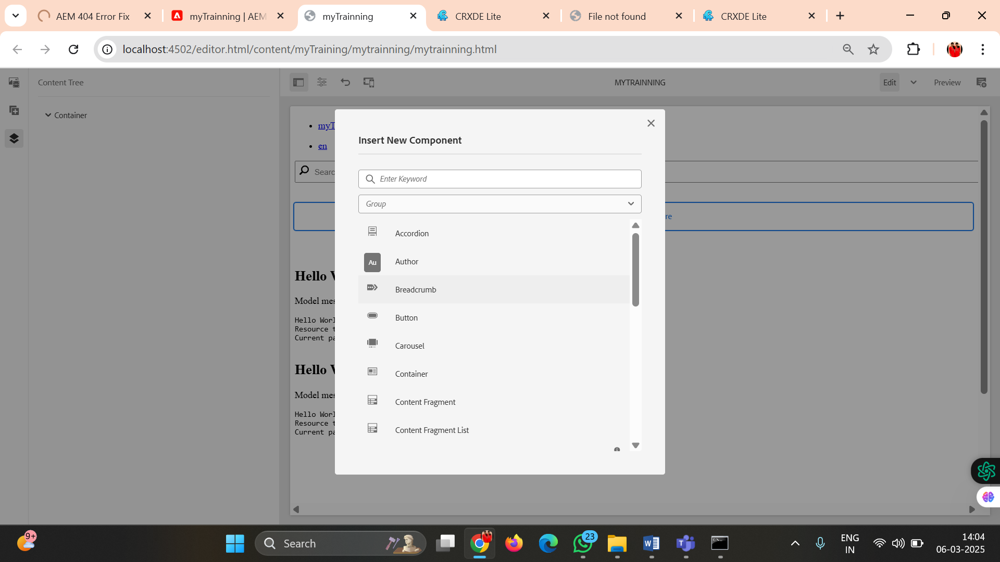 AEM 404 Error Fix
myTrainning | AEM
myTrainning
CRXDE Lite
File not found
CRXDE Lite
localhost:4502/editor.html/content/myTraining/mytrainning/mytrainning.html
Content Tree
MYTRAINNING
Edit
Preview
Container
myT
en
Searc
re
Hello W
Model mes
Hello Worl
Resource t
Current pa
Hello W
Model mes
Hello Worl
Resource t
Current pa
Insert New Component
Enter Keyword
Group
Accordion
Au Author
Breadcrumb
Button
Carousel
Container
Content Fragment
Content Fragment List
9+
Search
23
ENG
IN
14:04
06-03-2025